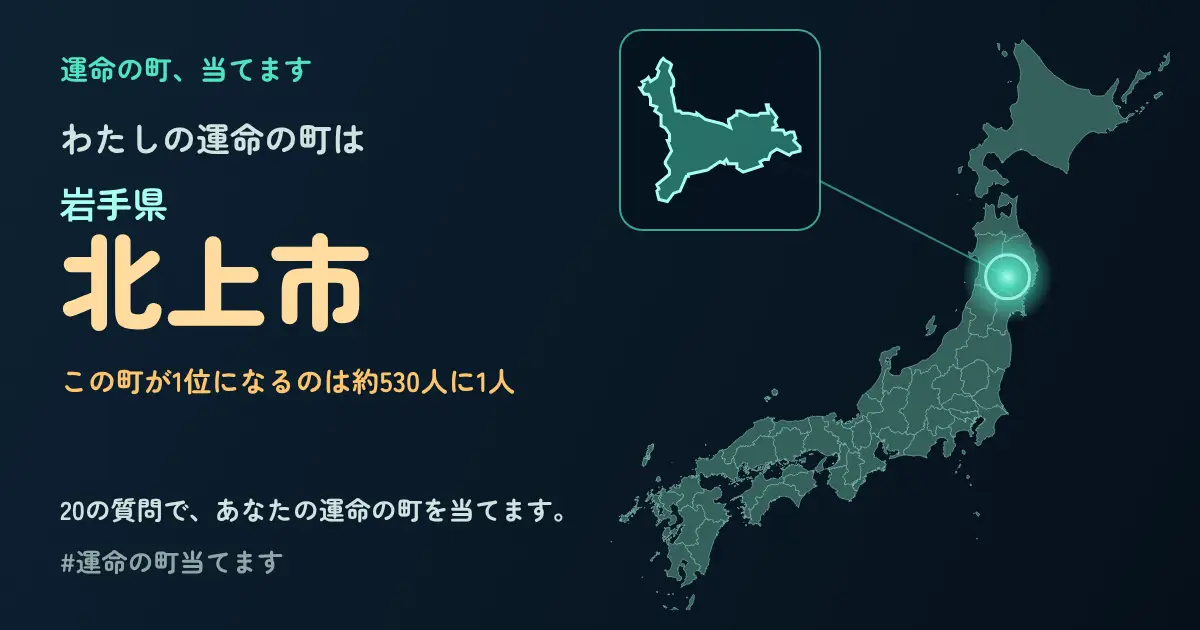 運命の町、当てます
わたしの運命の町は
岩手県
北上市
この町が1位になるのは約530人に1人
20の質問で、あなたの運命の町を当てます。
#運命の町当てます